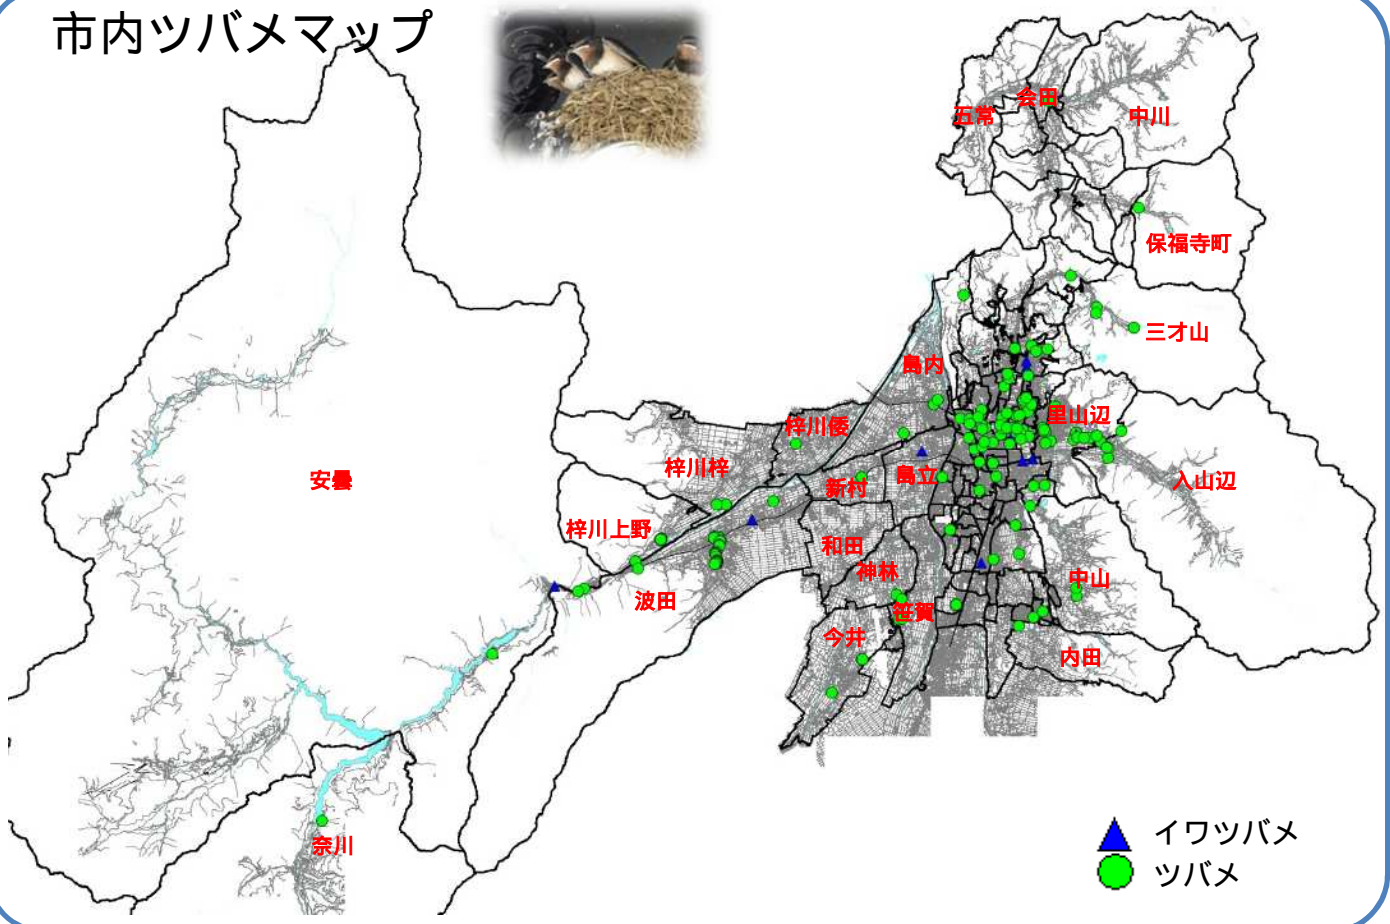 市内ツバメマップ
会田
五常
中川
保福寺町
三才山
島内
里山辺
梓川倭
梓川梓
島立
安曇
新村
入山辺
梓川上野
和田
神林
中山
波田
笹賀
今井
内田
イワツバメ
奈川
ツバメ